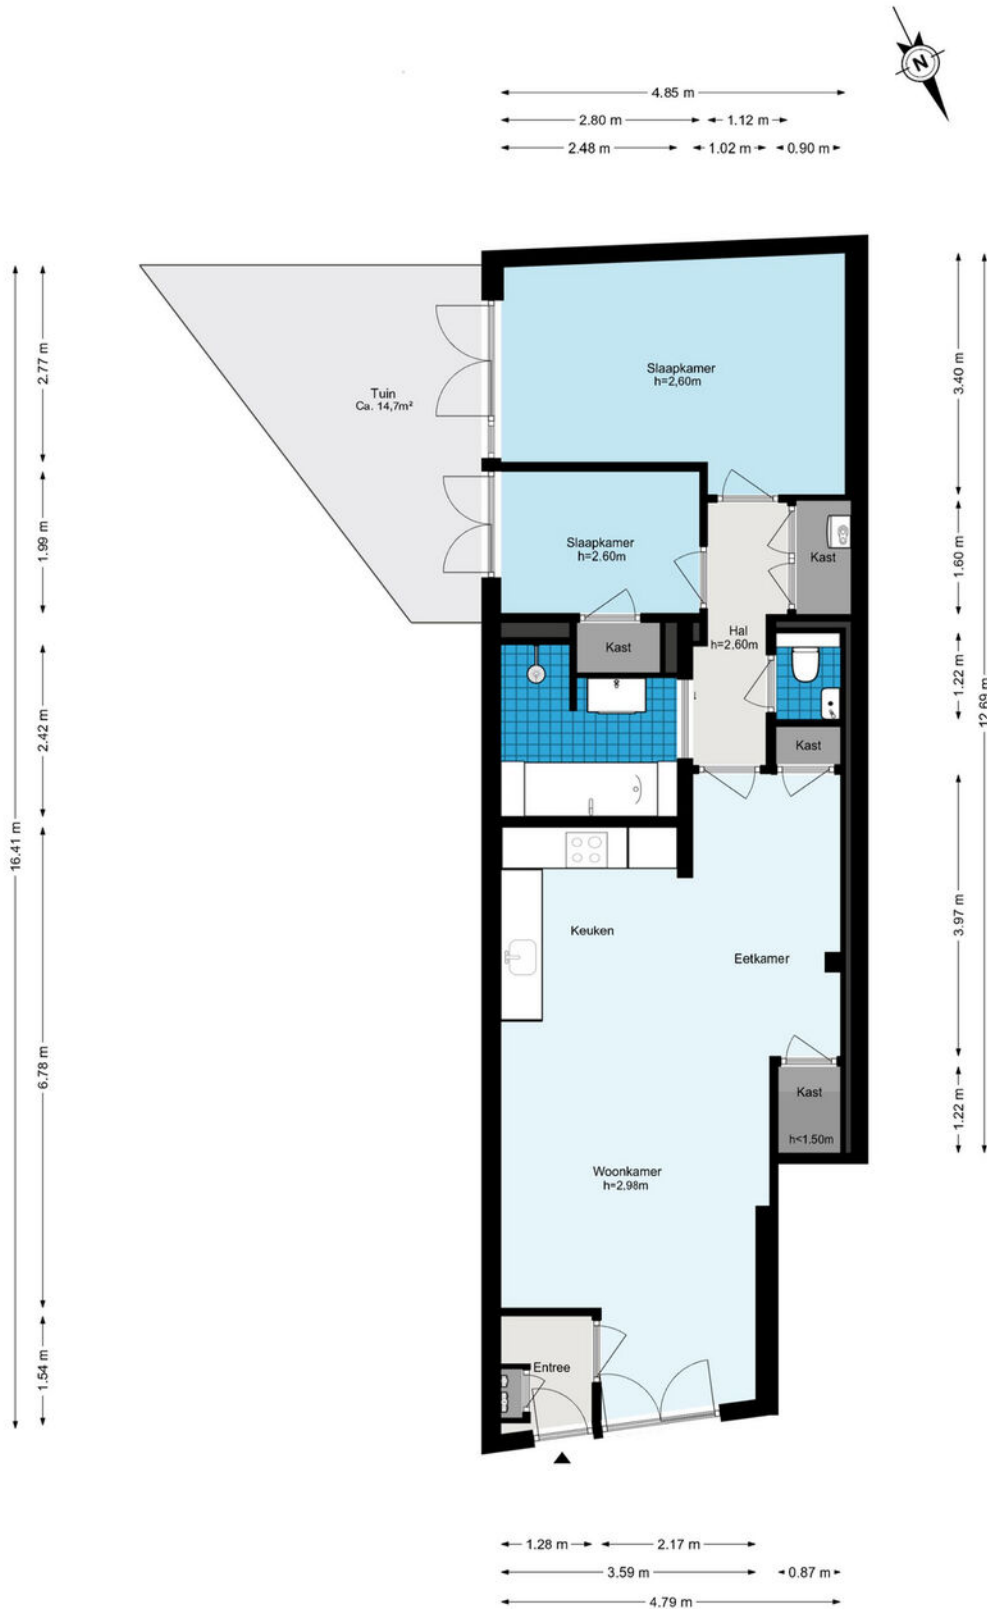 N
4.85 m
2.80 m
1.12 m
2.48 m
1.02 m
0.90 m
16.41 m
2.77 m
1.99 m
2.42 m
6.78 m
1.54 m
3.40 m
1.60 m
1.22 m
3.97 m
1.22 m
12.69 m
Tuin
Ca. 14,7m²
Slaapkamer
h=2,60m
Slaapkamer
h=2.60m
Kast
Hal
h=2.60m
Kast
Kast
Keuken
Eetkamer
Kast
h<1.50m
Woonkamer
h=2,98m
Entree
1.28 m
2.17 m
3.59 m
0.87 m
4.79 m